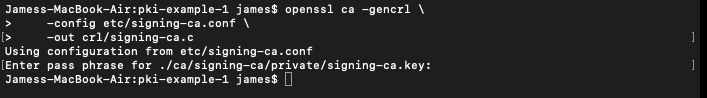 Jamess-MacBook-Air:pki-example-1 james$ openssl ca -gencrl \
>     -config etc/signing-ca.conf \
[>     -out crl/signing-ca.c ]
Using configuration from etc/signing-ca.conf
[Enter pass phrase for ./ca/signing-ca/private/signing-ca.key: ]
Jamess-MacBook-Air:pki-example-1 james$